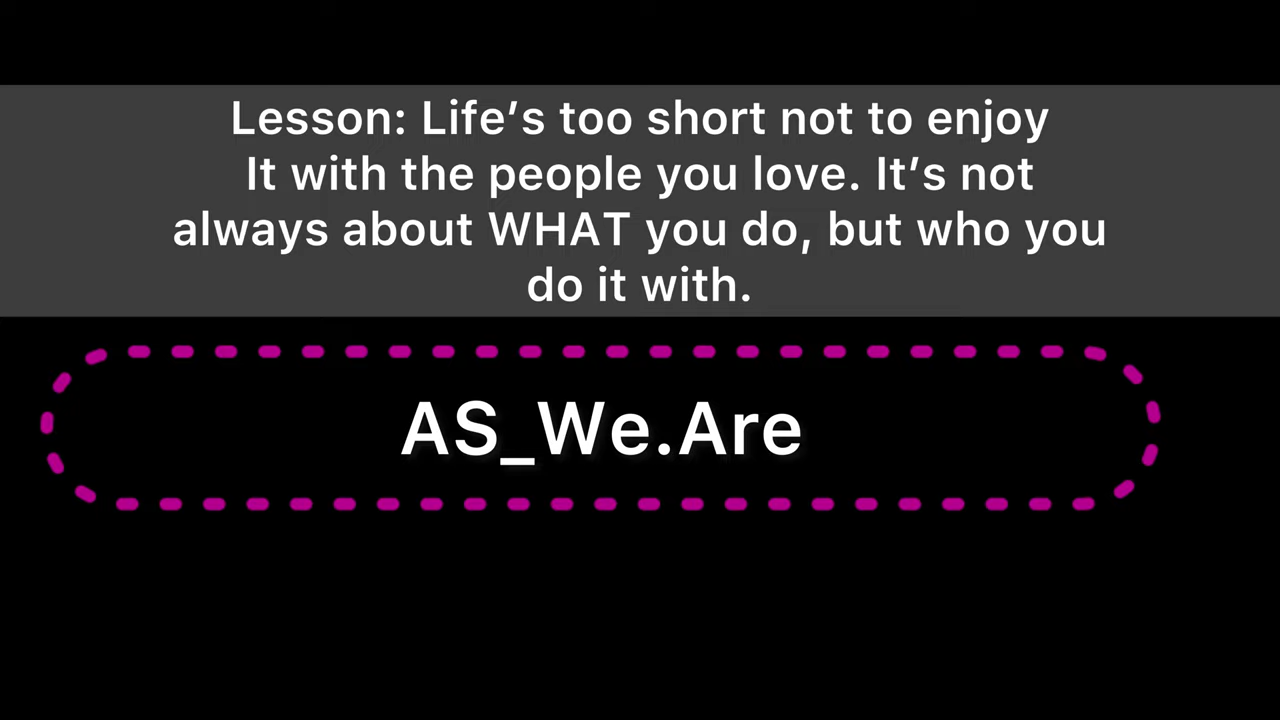 Lesson: Life’s too short not to enjoy
It with the people you love. It’s not
always about WHAT you do, but who you
do it with.
AS_We.Are